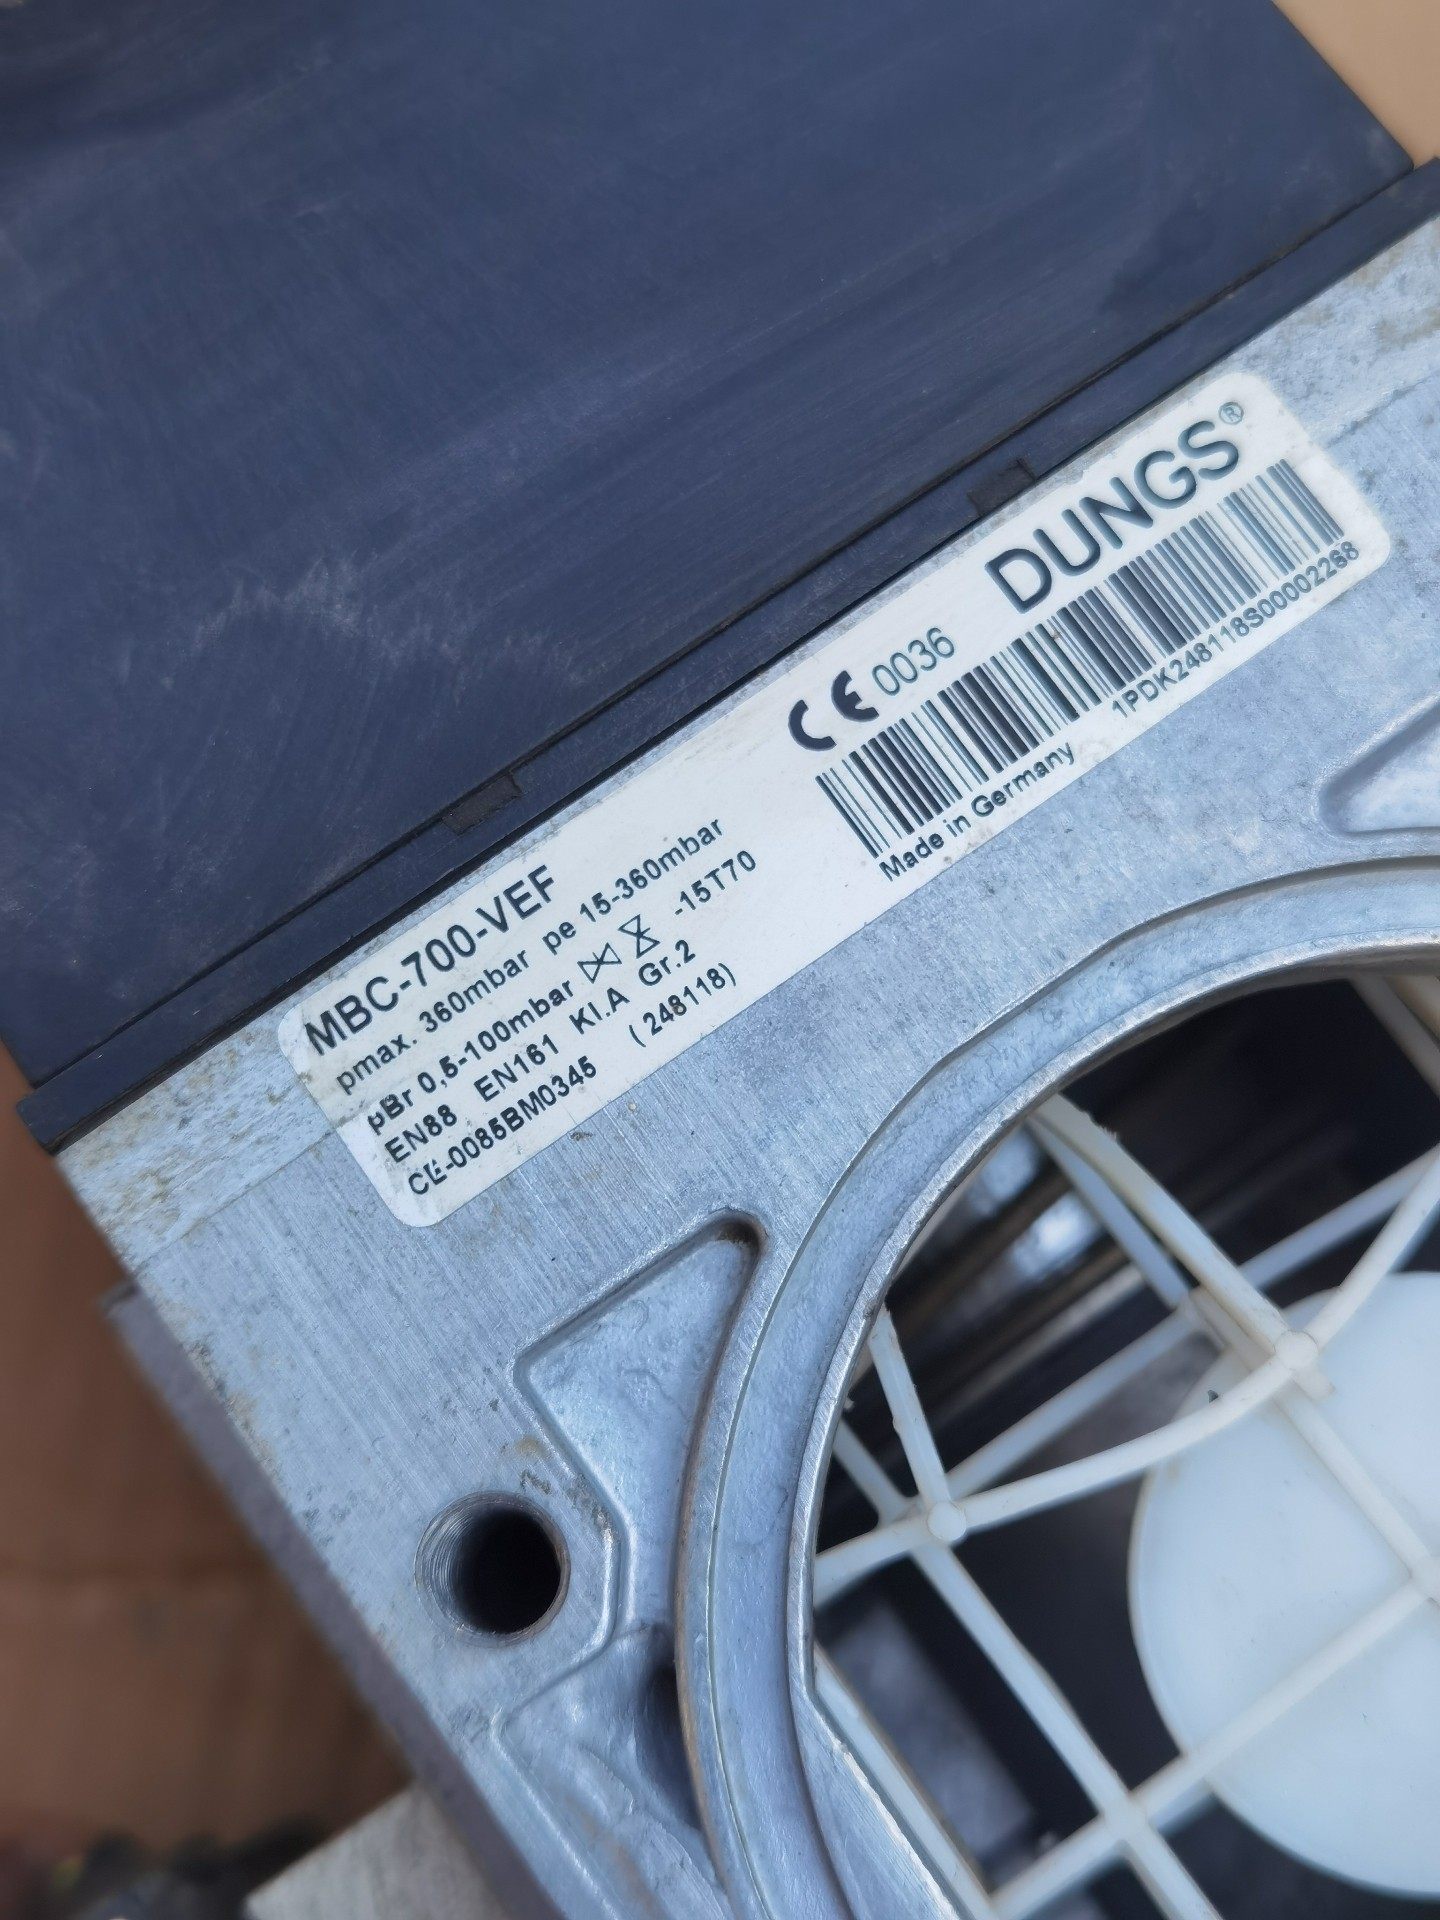 MBC-700-VEF
pmax. 360mbar pe 15-360mbar
pBr 0,5-100mbar -15T70
EN88 EN161 Kl.A Gr.2
CE-0085BM0345 (248118)
CE 0036 DUNGS®
1PDK248118S00002268
Made in Germany